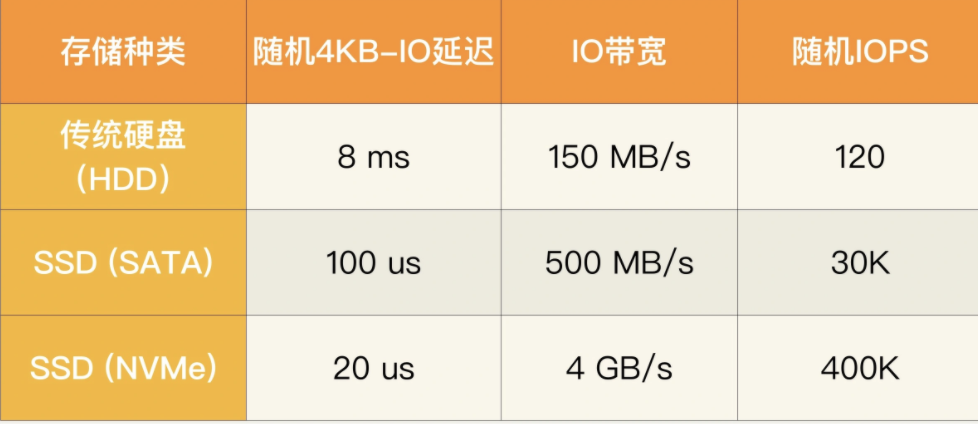 存储种类 随机4KB-IO延迟 IO带宽 随机IOPS
传统硬盘
(HDD) 8 ms 150 MB/s 120
SSD (SATA) 100 us 500 MB/s 30K
SSD (NVMe) 20 us 4 GB/s 400K